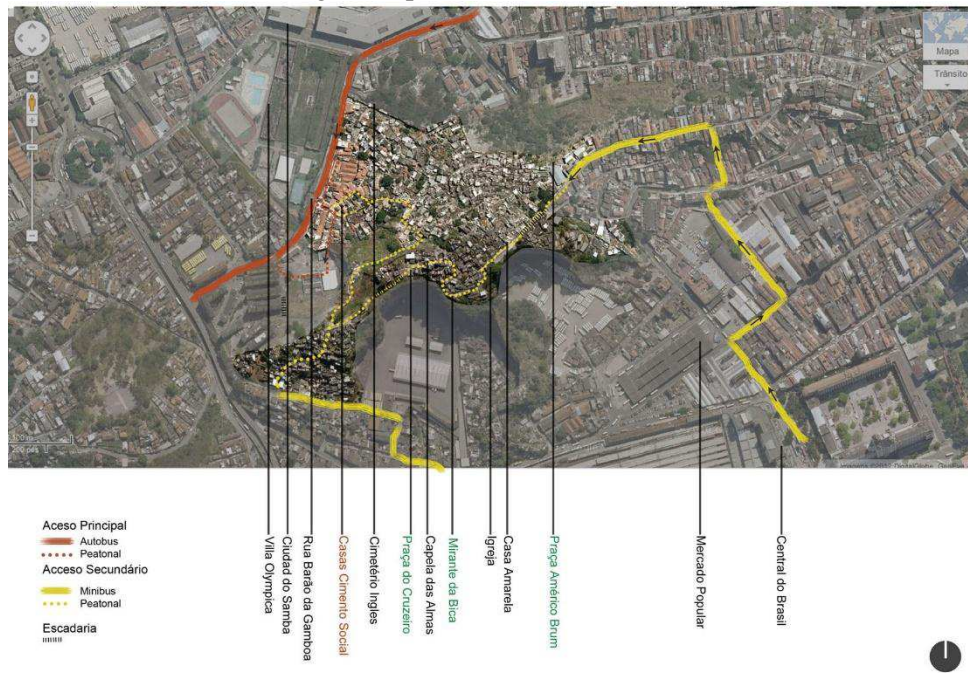 Mapa
Trânsito
Aceso Principal
Autobus
Peatonal
Acceso Secundário
Minibus
Peatonal
Escadaria
Villa Olympica
Ciudad do Samba
Rua Barão da Gamboa
Casas Cimento Social
Cimetério Ingles
Praça do Cruzeiro
Capela das Almas
Mirante da Bica
Igreja
Casa Amarela
Praça Américo Brum
Mercado Popular
Central do Brasil